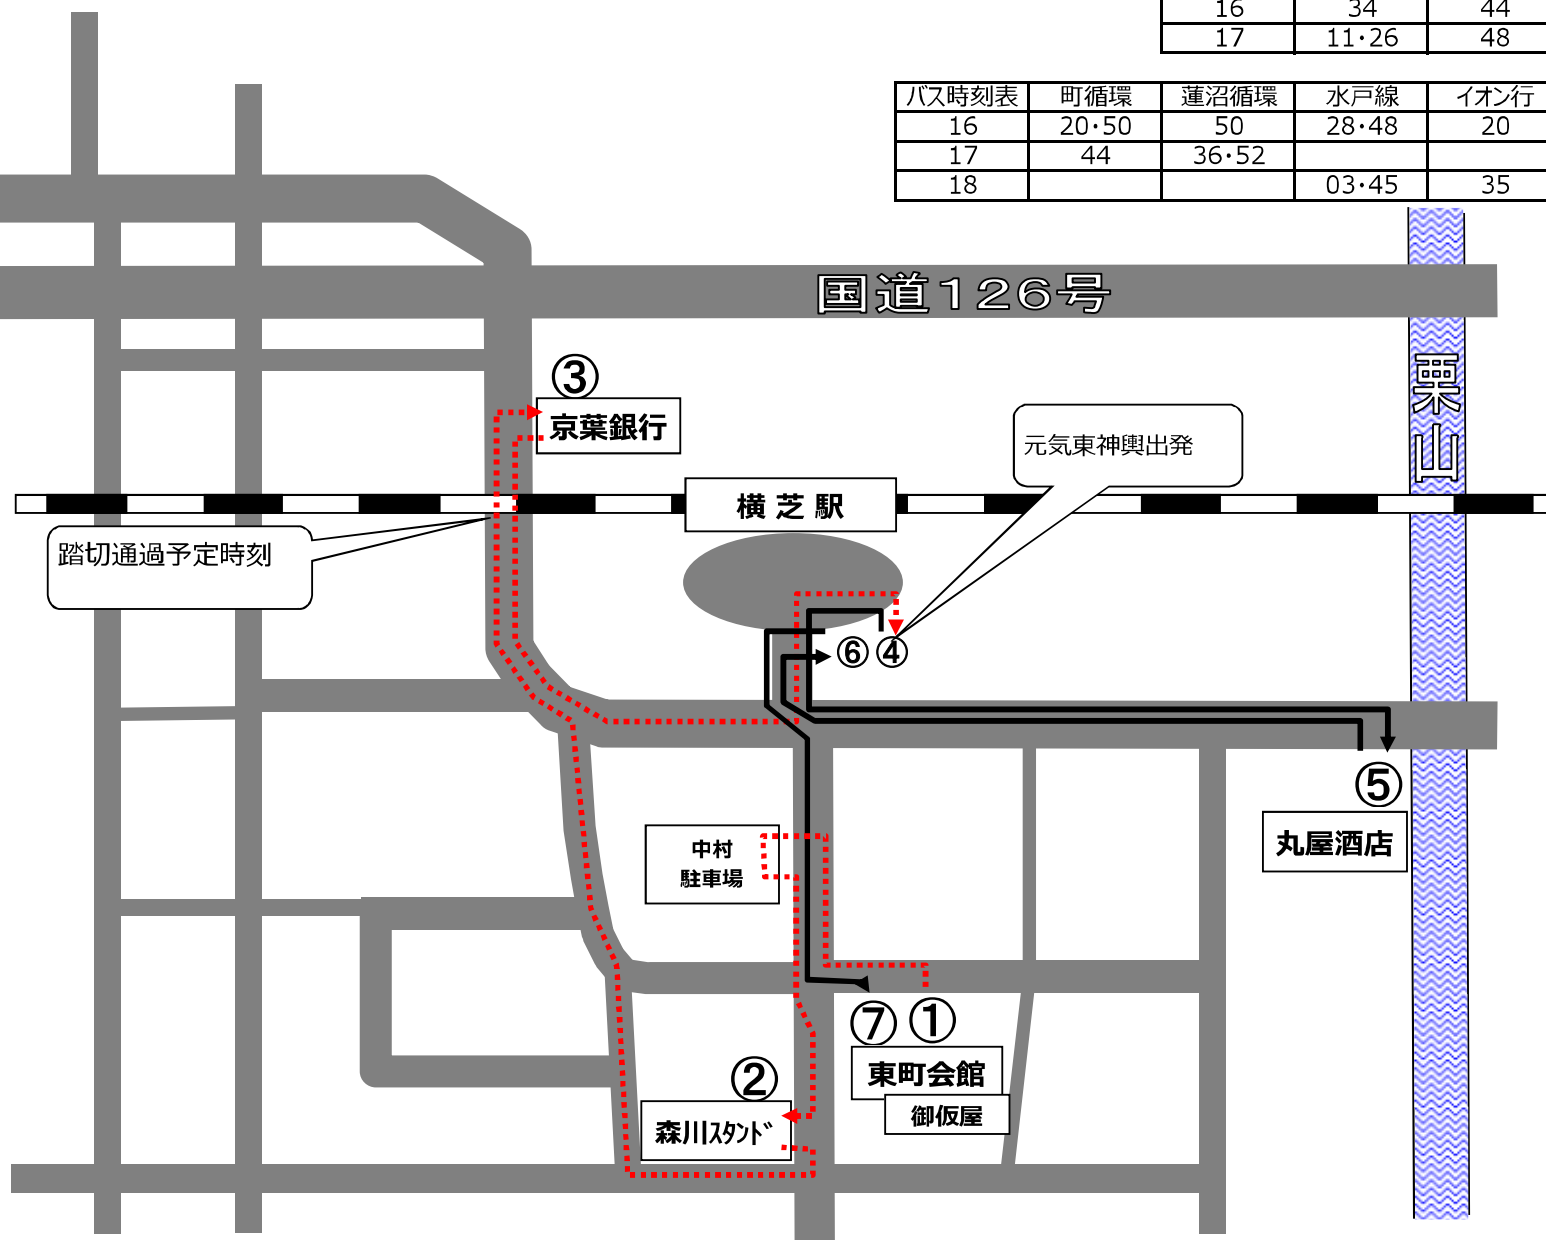 16 34 44
17 11・26 48
バス時刻表 町循環 蓮沼循環 水戸線 イオン行
16 20・50 50 28・48 20
17 44 36・52
18 03・45 35
国道126号
栗山
③
京葉銀行
元気東神輿出発
横芝駅
踏切通過予定時刻
⑥ ④
⑤
丸屋酒店
中村
駐車場
⑦ ①
東町会館
御仮屋
②
森川ｽﾀﾝﾄﾞ